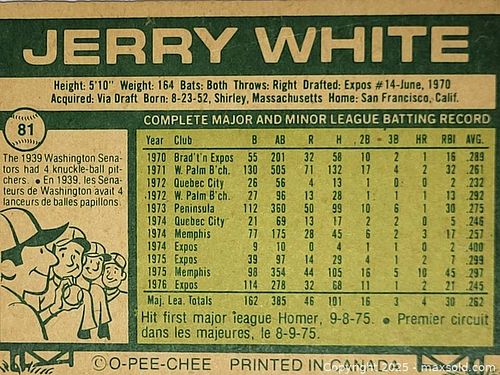 JERRY WHITE
Height: 5'10" Weight: 164 Bats: Both Throws: Right Drafted: Expos #14-June, 1970
Acquired: Via Draft Born: 8-23-52, Shirley, Massachusetts Home: San Francisco, Calif.
81
COMPLETE MAJOR AND MINOR LEAGUE BATTING RECORD
Year Club B AB R H 2B 3B HR RBI AVG.
1970 Brad't'n Expos 55 201 32 58 10 2 1 16 .289
1971 W. Palm B'ch. 130 505 71 132 17 4 2 32 .261
1972 Quebec City 26 56 4 13 1 0 0 2 .232
1972 W. Palm B'ch. 27 96 13 28 1 1 1 13 .292
1973 Peninsula 112 360 50 99 10 6 1 30 .275
1974 Quebec City 21 69 13 17 2 0 5 .246
1974 Memphis 77 175 28 45 6 2 3 17 .257
1974 Expos 9 10 0 4 1 1 0 2 .400
1975 Expos 39 97 14 29 4 1 2 7 .299
1975 Memphis 98 354 44 105 16 5 10 45 .297
1976 Expos 114 278 32 68 11 1 2 21 .245
Maj. Lea. Totals 162 385 46 101 16 3 4 30 .262
The 1939 Washington Sena-
tors had 4 knuckle-ball pit-
chers. • En 1939, les Séna-
teurs de Washington avait 4
lanceurs de balles papillons.
Hit first major league Homer, 9-8-75. • Premier circuit
dans les majeures, le 8-9-75.
©O-PEE-CHEE PRINTED IN CANADA
Copyright 2025 - maxsold.com